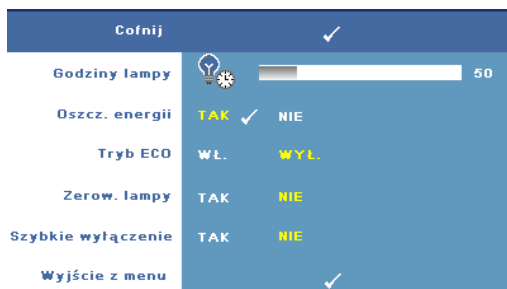 Cofnij
Godziny lampy 50
Oszcz. energii TAK NIE
Tryb ECO WŁ. WYŁ.
Zerow. lampy TAK NIE
Szybkie wyłączenie TAK NIE
Wyjście z menu